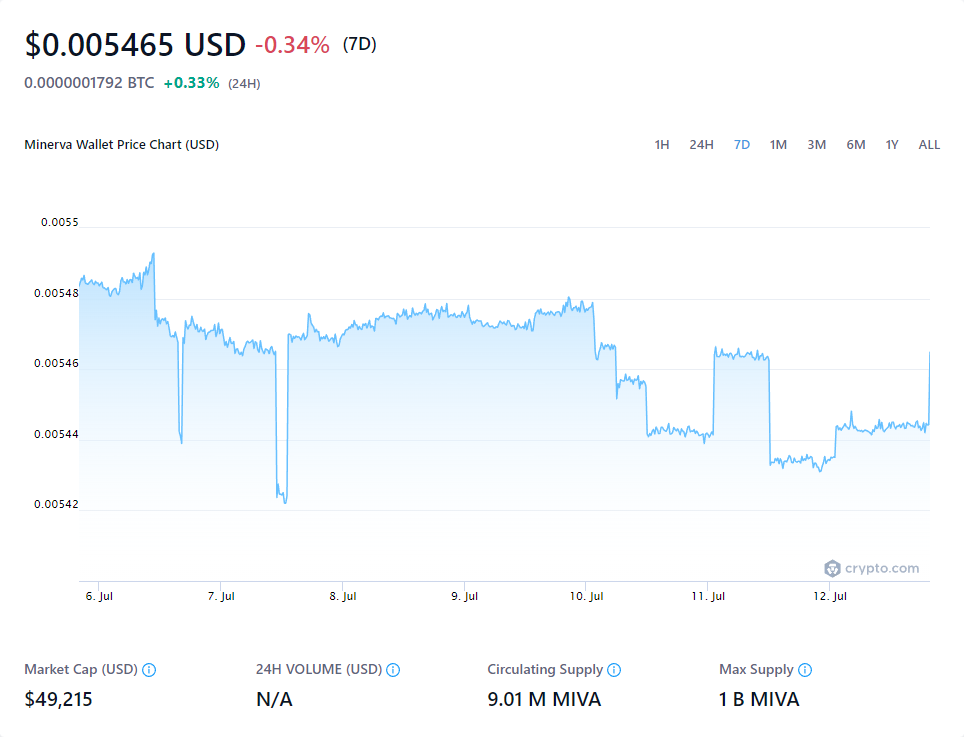 $0.005465 USD -0.34% (7D)
0.0000001792 BTC +0.33% (24H)
Minerva Wallet Price Chart (USD) 1H 24H 7D 1M 3M 6M 1Y ALL
0.0055
0.00548
0.00546
0.00544
0.00542
crypto.com
6. Jul 7. Jul 8. Jul 9. Jul 10. Jul 11. Jul 12. Jul
Market Cap (USD) 24H VOLUME (USD) Circulating Supply Max Supply
$49,215 N/A 9.01 M MIVA 1 B MIVA